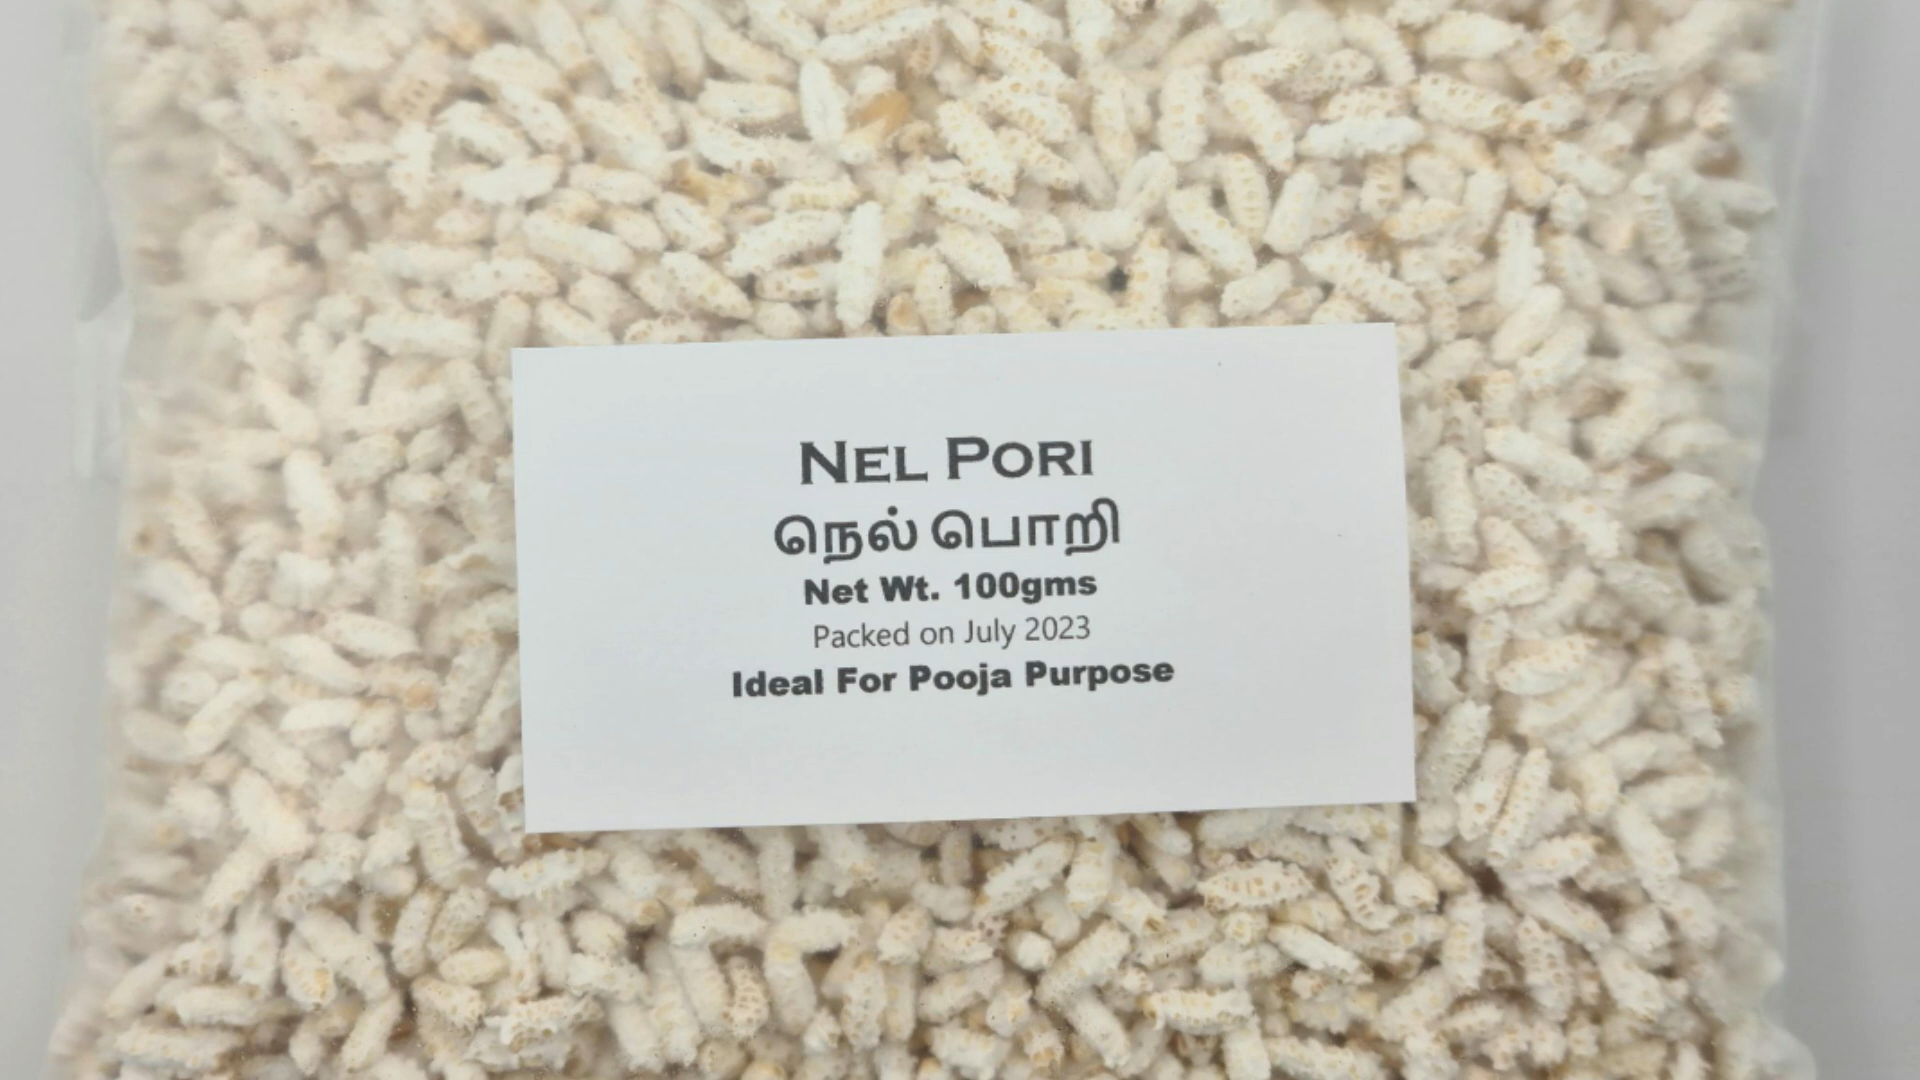 NEL PORI
நெல் பொறி
Net Wt. 100gms
Packed on July 2023
Ideal For Pooja Purpose